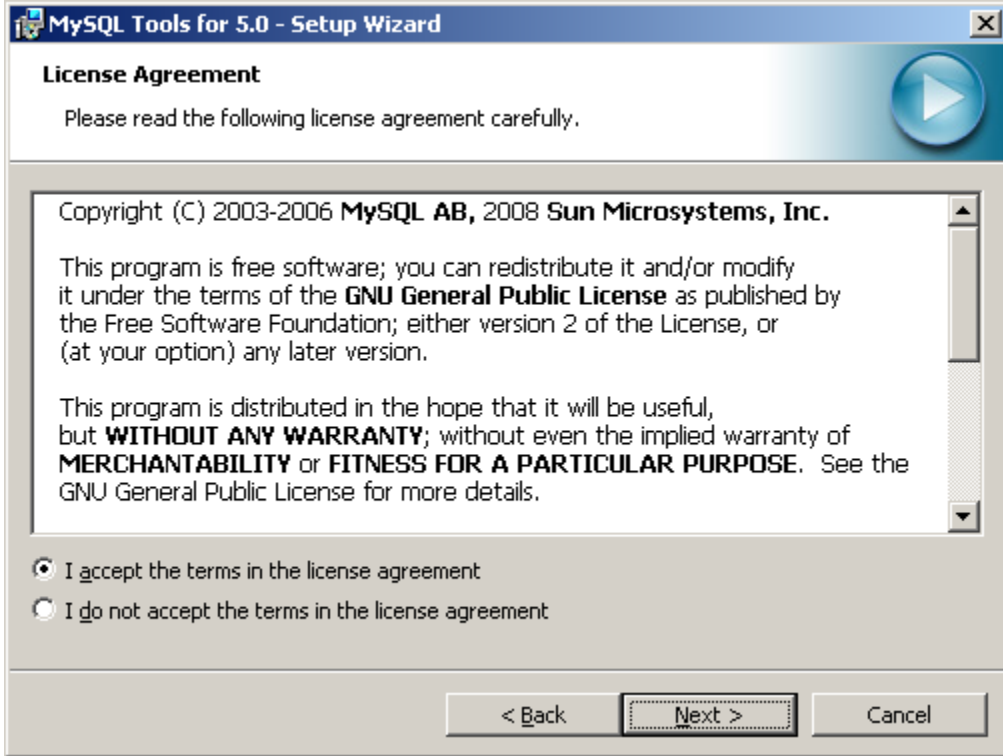 MySQL Tools for 5.0 - Setup Wizard
License Agreement
Please read the following license agreement carefully.
Copyright (C) 2003-2006 MySQL AB, 2008 Sun Microsystems, Inc.
This program is free software; you can redistribute it and/or modify
it under the terms of the GNU General Public License as published by
the Free Software Foundation; either version 2 of the License, or
(at your option) any later version.
This program is distributed in the hope that it will be useful,
but WITHOUT ANY WARRANTY; without even the implied warranty of
MERCHANTABILITY or FITNESS FOR A PARTICULAR PURPOSE.  See the
GNU General Public License for more details.
I accept the terms in the license agreement
I do not accept the terms in the license agreement
< Back Next > Cancel